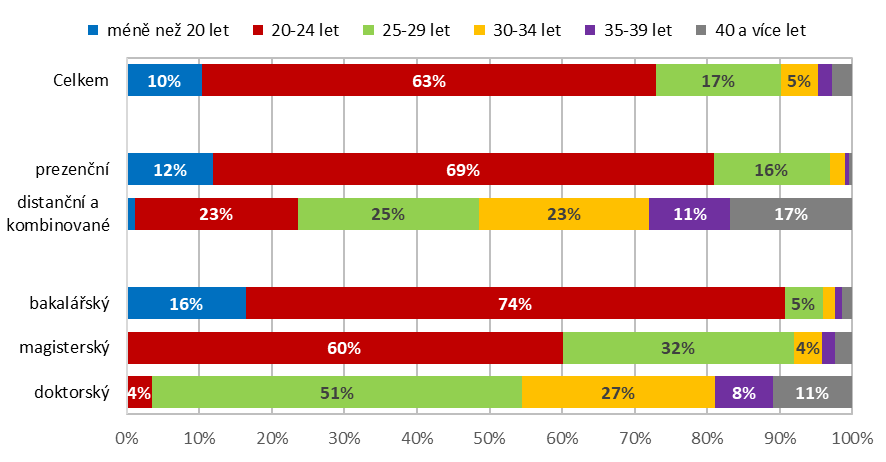 méně než 20 let 20-24 let 25-29 let 30-34 let 35-39 let 40 a více let
Celkem 10% 63% 17% 5%
prezenční 12% 69% 16%
distanční a
kombinované 23% 25% 23% 11% 17%
bakalářský 16% 74% 5%
magisterský 60% 32% 4%
doktorský 4% 51% 27% 8% 11%
0% 10% 20% 30% 40% 50% 60% 70% 80% 90% 100%